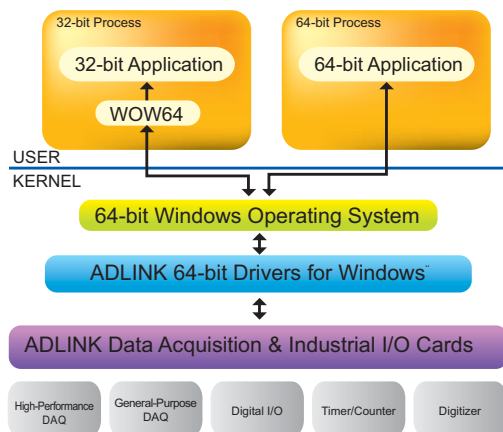 32-bit Process
64-bit Process
32-bit Application
64-bit Application
WOW64
USER
KERNEL
64-bit Windows Operating System
ADLINK 64-bit Drivers for Windows¨
ADLINK Data Acquisition & Industrial I/O Cards
High-Performance
DAQ
General-Purpose
DAQ
Digital I/O
Timer/Counter
Digitizer